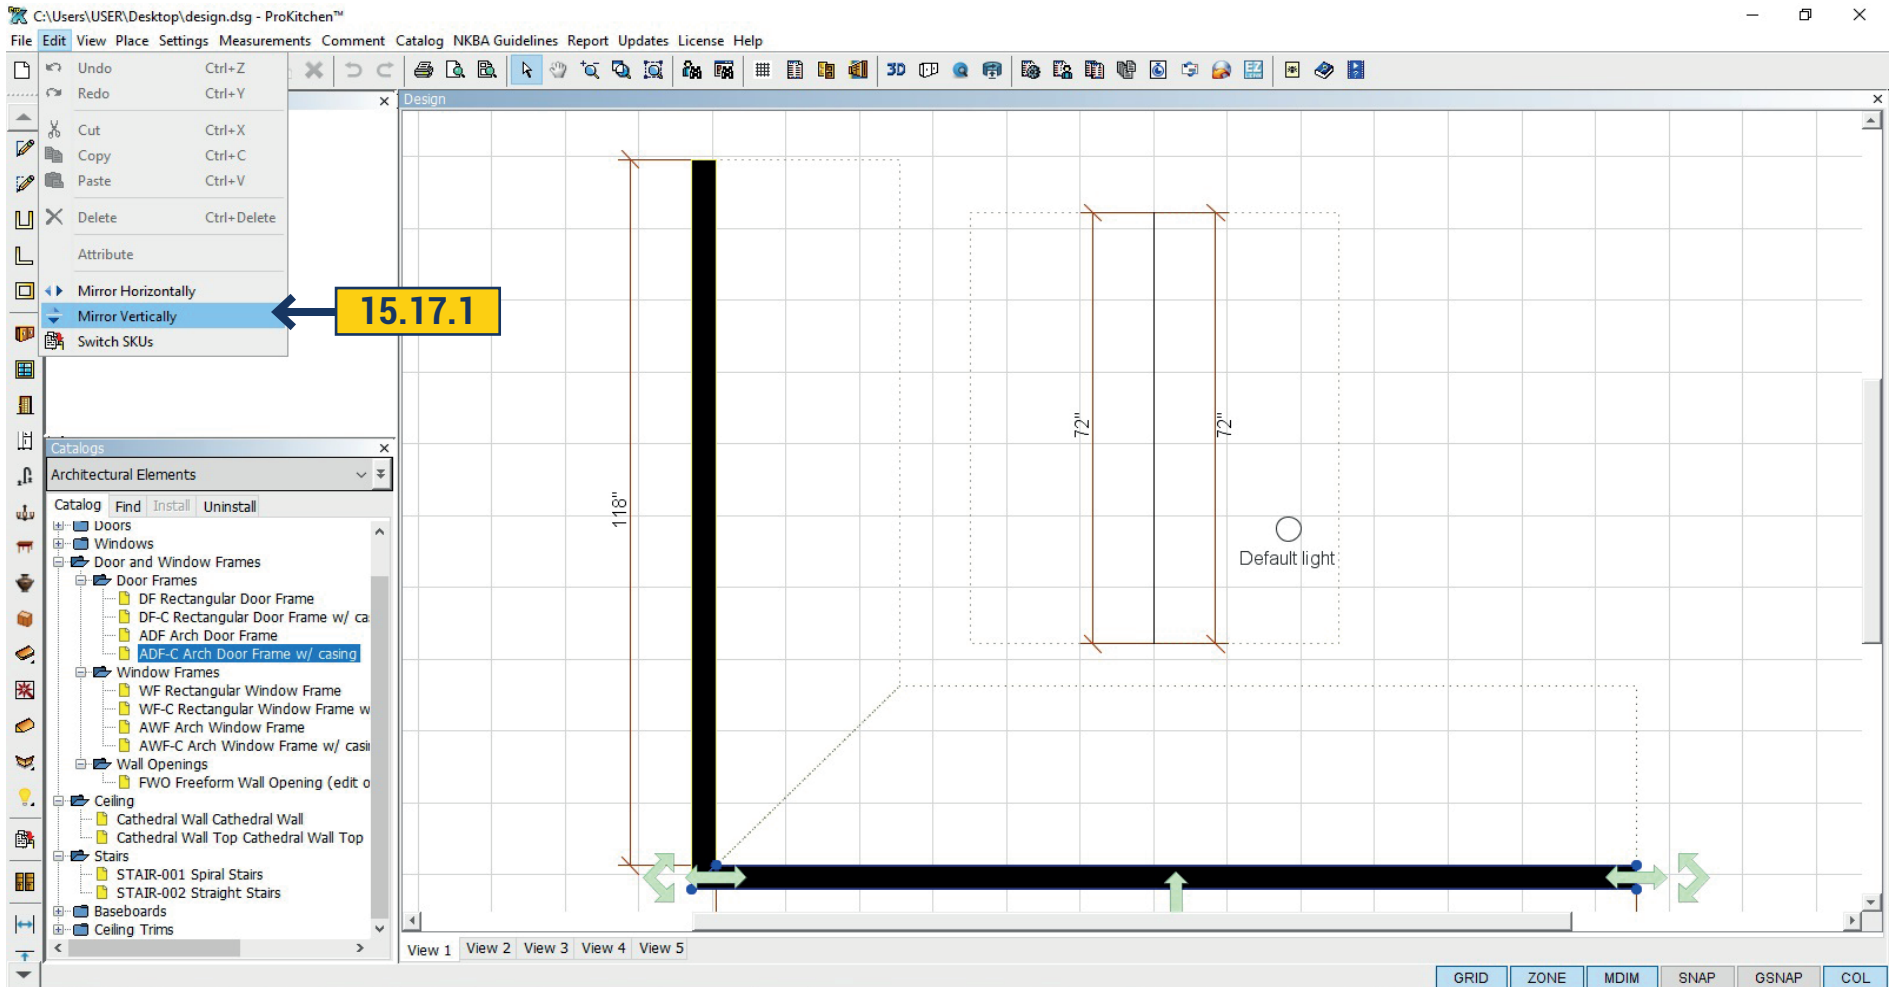 C:\Users\USER\Desktop\design.dsg - ProKitchen™
File Edit View Place Settings Measurements Comment Catalog NKBA Guidelines Report Updates License Help
Undo Ctrl+Z
Redo Ctrl+Y
Cut Ctrl+X
Copy Ctrl+C
Paste Ctrl+V
Delete Ctrl+Delete
Attribute
Mirror Horizontally
Mirror Vertically
Switch SKUs
15.17.1
3D
EZ
Design
118"
72"
72"
Default light
Catalogs
Architectural Elements
Catalog Find Install Uninstall
Doors
Windows
Door and Window Frames
Door Frames
DF Rectangular Door Frame
DF-C Rectangular Door Frame w/ ca
ADF Arch Door Frame
ADF-C Arch Door Frame w/ casing
Window Frames
WF Rectangular Window Frame
WF-C Rectangular Window Frame w
AWF Arch Window Frame
AWF-C Arch Window Frame w/ casi
Wall Openings
FWO Freeform Wall Opening (edit o
Ceiling
Cathedral Wall Cathedral Wall
Cathedral Wall Top Cathedral Wall Top
Stairs
STAIR-001 Spiral Stairs
STAIR-002 Straight Stairs
Baseboards
Ceiling Trims
View 1 View 2 View 3 View 4 View 5
GRID ZONE MDIM SNAP GSNAP COL